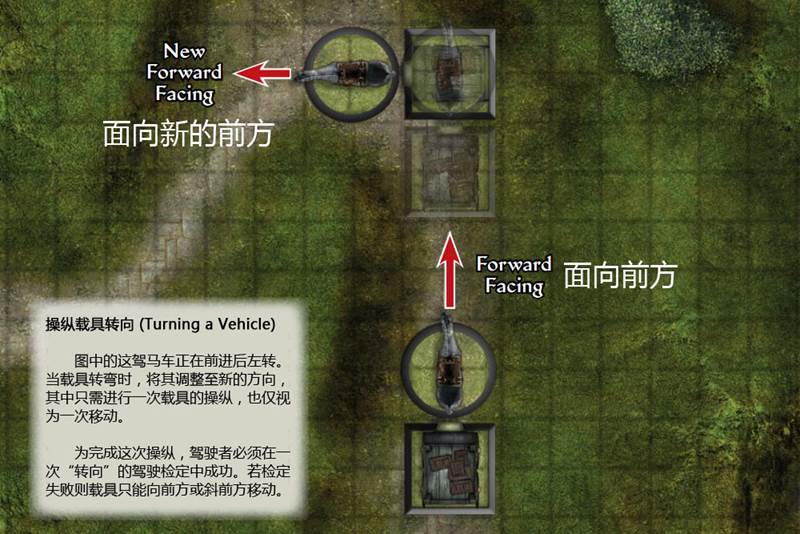 New
Forward
Facing
面向新的前方
Forward
Facing
面向前方
操纵载具转向 (Turning a Vehicle)
图中的这驾马车正在前进后左转。
当载具转弯时，将其调整至新的方向，
其中只需进行一次载具的操纵，也仅视
为一次移动。
为完成这次操纵，驾驶者必须在一
次“转向”的驾驶检定中成功。若检定
失败则载具只能向前方或斜前方移动。